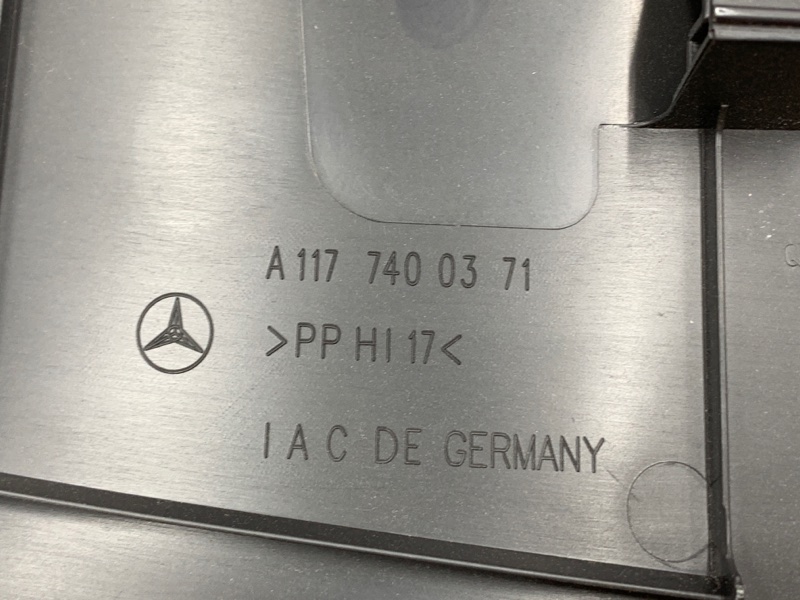 A 117 740 03 71
>PP HI 17<
I A C DE GERMANY